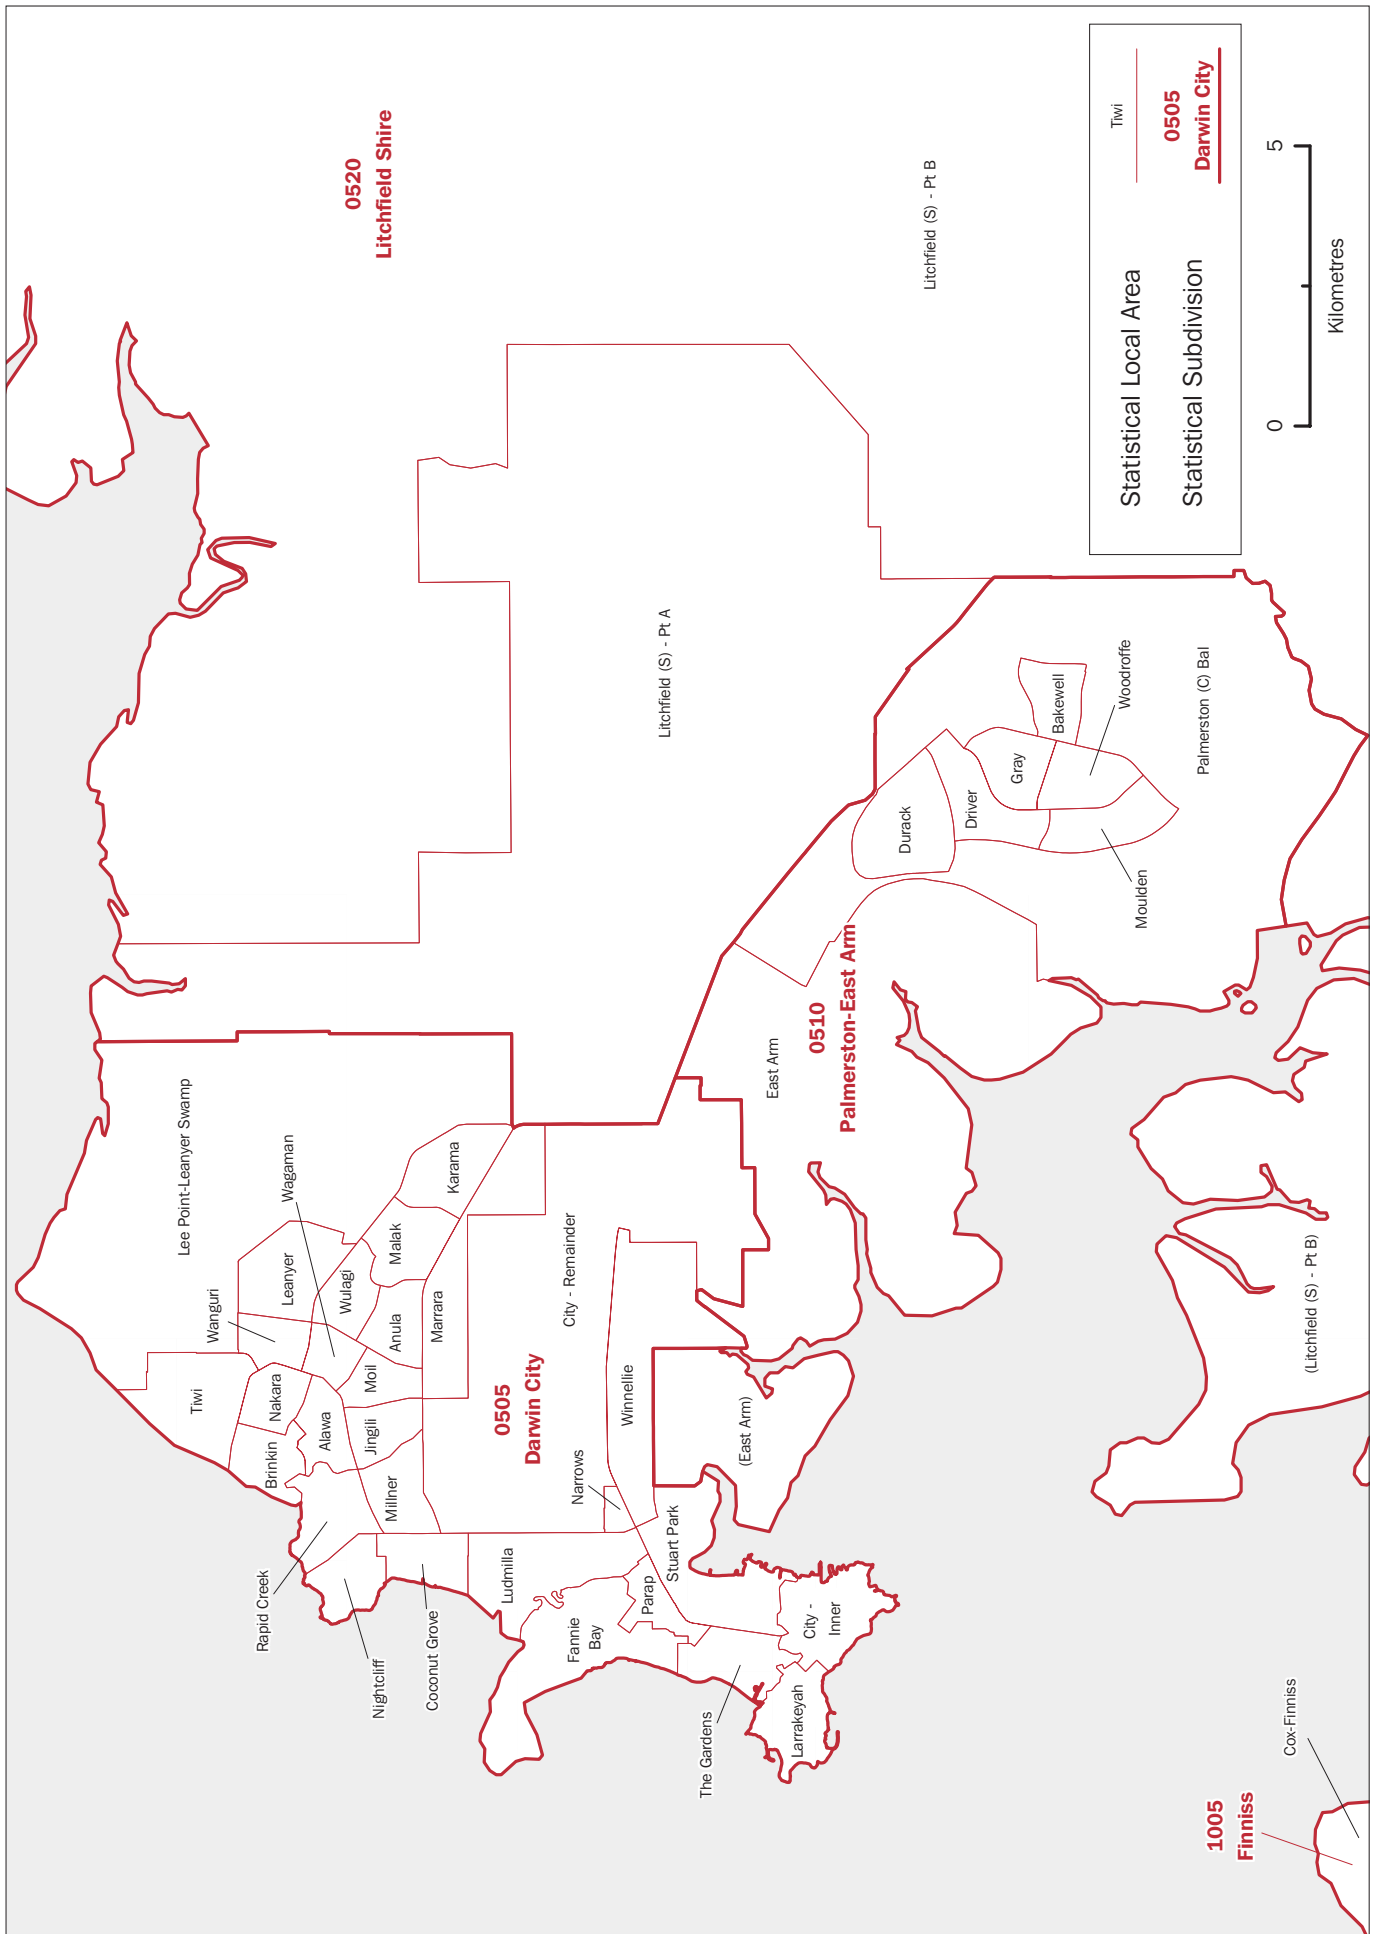 0520
Litchfield Shire
Lee Point-Leanyer Swamp
Wagaman
Wanguri
Leanyer
Karama
Malak
Wulagi
Tiwi
Nakara
Anula
Marrara
Moil
Brinkin
Alawa
Jingili
Millner
Rapid Creek
Nightcliff
Coconut Grove
City - Remainder
0505
Darwin City
Winnellie
Narrows
Ludmilla
Stuart Park
Parap
Fannie
Bay
The Gardens
City -
Inner
Larrakeyah
(East Arm)
East Arm
0510
Palmerston-East Arm
Litchfield (S) - Pt A
Litchfield (S) - Pt B
Durack
Driver
Gray
Bakewell
Woodroffe
Moulden
Palmerston (C) Bal
(Litchfield (S) - Pt B)
1005
Finniss
Cox-Finniss
Statistical Local Area
Tiwi
Statistical Subdivision
0505
Darwin City
0
5
Kilometres